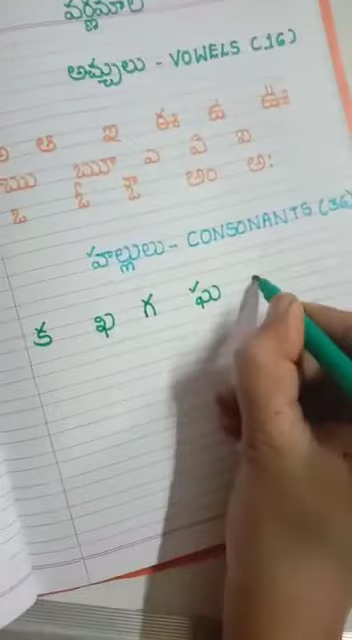 వర్ణమాల
అచ్చులు - VOWELS (16)
అ ఆ ఇ ఈ ఉ ఊ
ఋ ౠ ఎ ఏ ఐ
ఒ ఓ ఔ అం అః
హల్లులు - CONSONANTS (36)
క ఖ గ ఘ